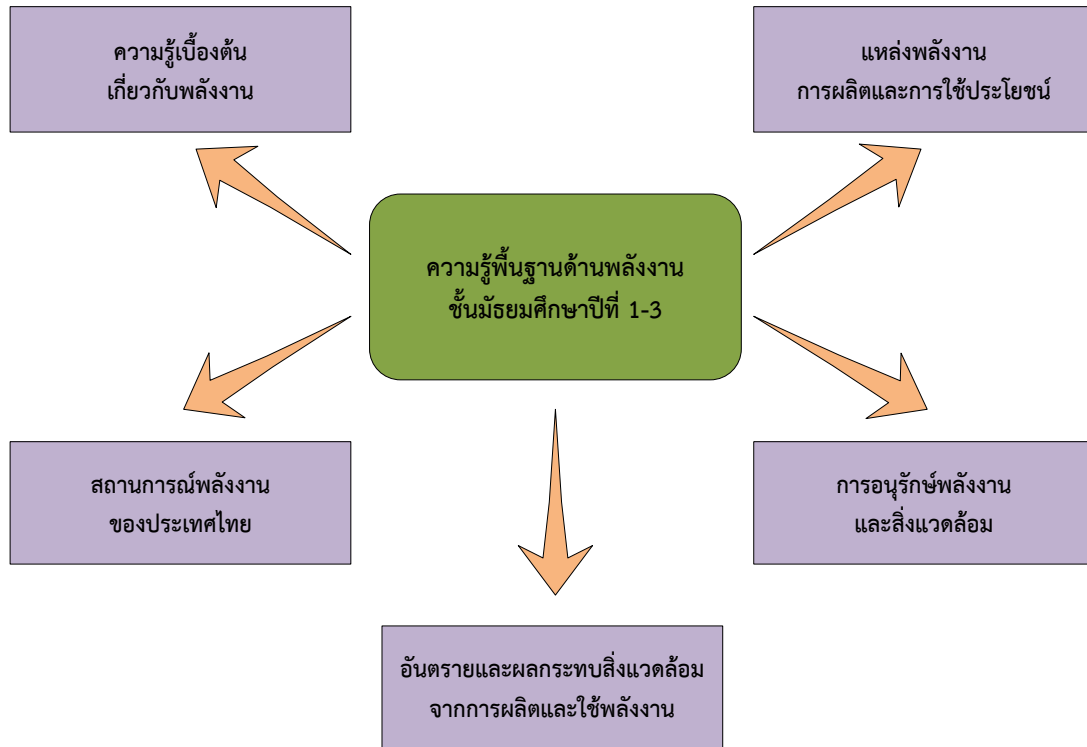 ความรู้เบื้องต้น
เกี่ยวกับพลังงาน
แหล่งพลังงาน
การผลิตและการใช้ประโยชน์
ความรู้พื้นฐานด้านพลังงาน
ชั้นมัธยมศึกษาปีที่ 1-3
สถานการณ์พลังงาน
ของประเทศไทย
การอนุรักษ์พลังงาน
และสิ่งแวดล้อม
อันตรายและผลกระทบสิ่งแวดล้อม
จากการผลิตและใช้พลังงาน